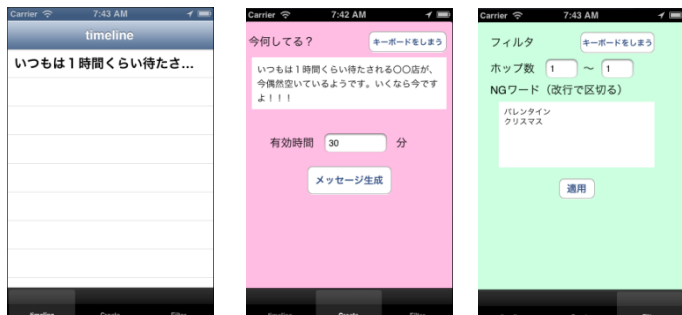 Carrier 7:43 AM
timeline
いつもは１時間くらい待たさ...
timeline Create Filter
Carrier 7:42 AM
今何してる？
キーボードをしまう
いつもは１時間くらい待たされる〇〇店が、
今偶然空いているようです。いくなら今です
よ！！！
有効時間 30 分
メッセージ生成
timeline Create Filter
Carrier 7:43 AM
フィルタ
キーボードをしまう
ホップ数 1 ～ 1
NGワード（改行で区切る）
バレンタイン
クリスマス
適用